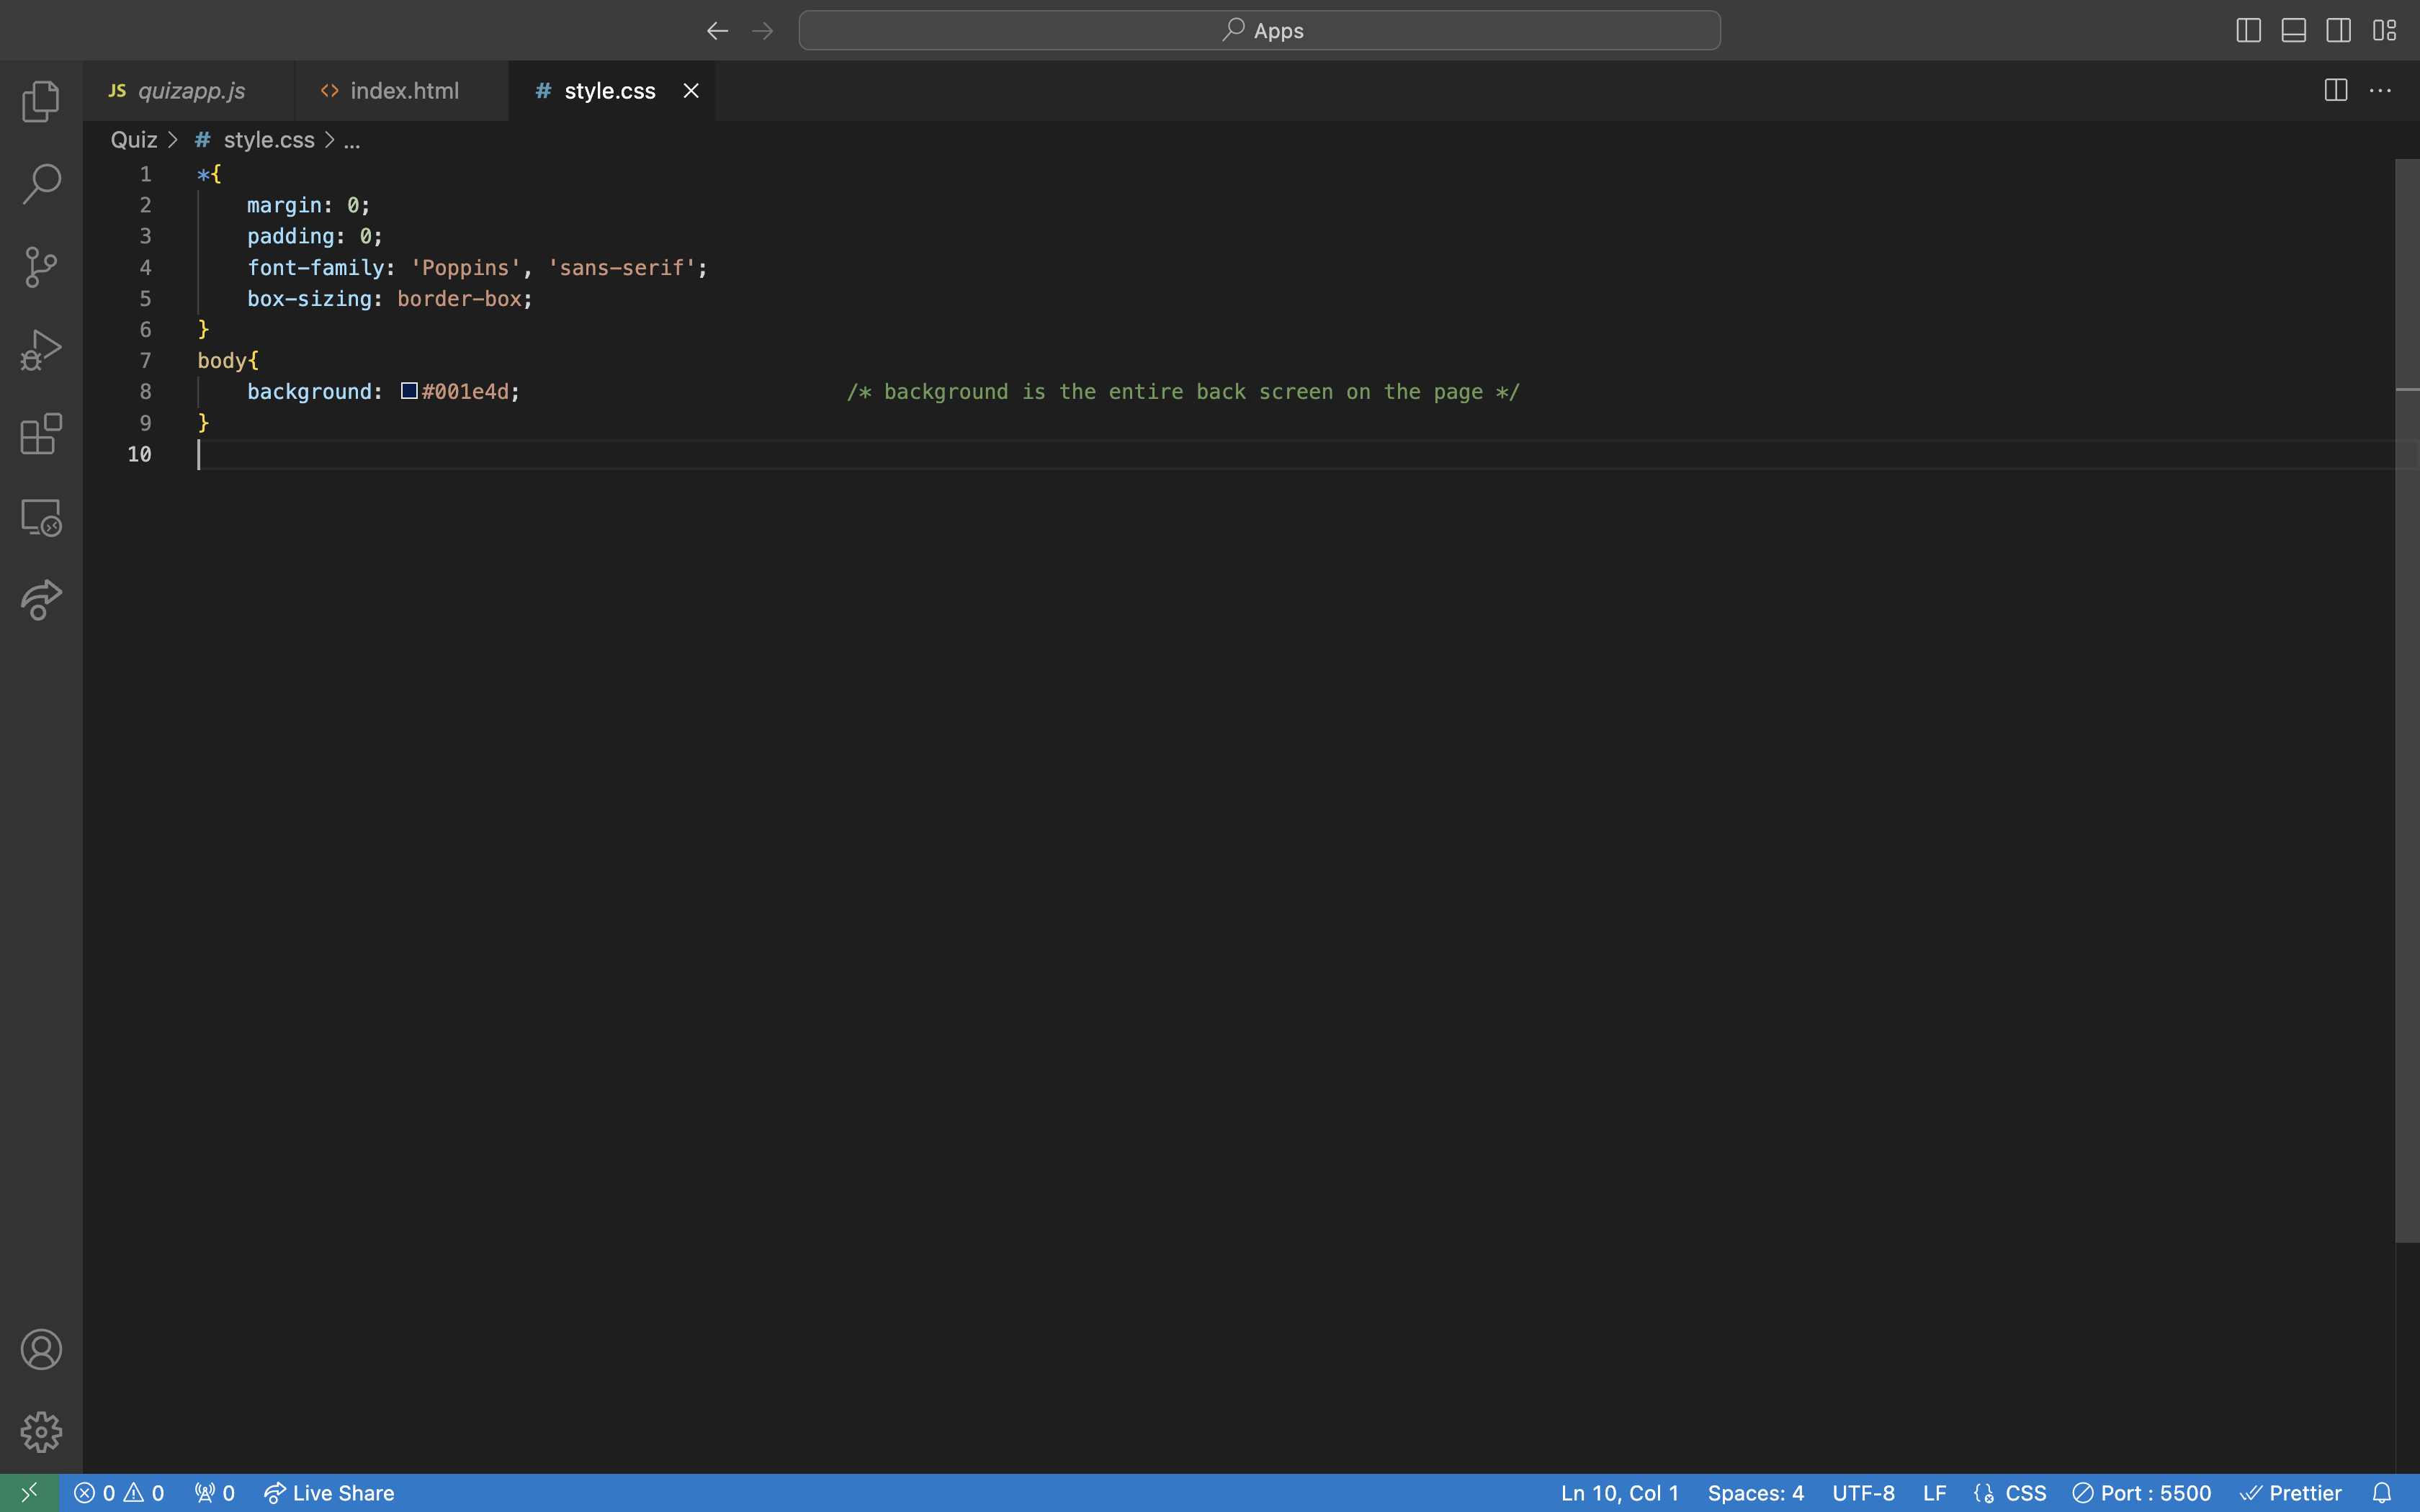 Apps
JS quizapp.js <> index.html # style.css
Quiz > # style.css > ...
1 *{
2 margin: 0;
3 padding: 0;
4 font-family: 'Poppins', 'sans-serif';
5 box-sizing: border-box;
6 }
7 body{
8 background: #001e4d; /* background is the entire back screen on the page */
9 }
10
0 0 0 Live Share Ln 10, Col 1 Spaces: 4 UTF-8 LF {} CSS Port : 5500 Prettier